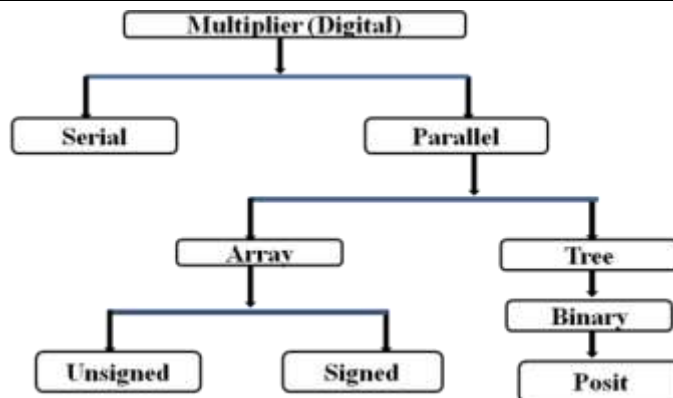 Multiplier (Digital)
Serial
Parallel
Array
Tree
Binary
Unsigned
Signed
Posit